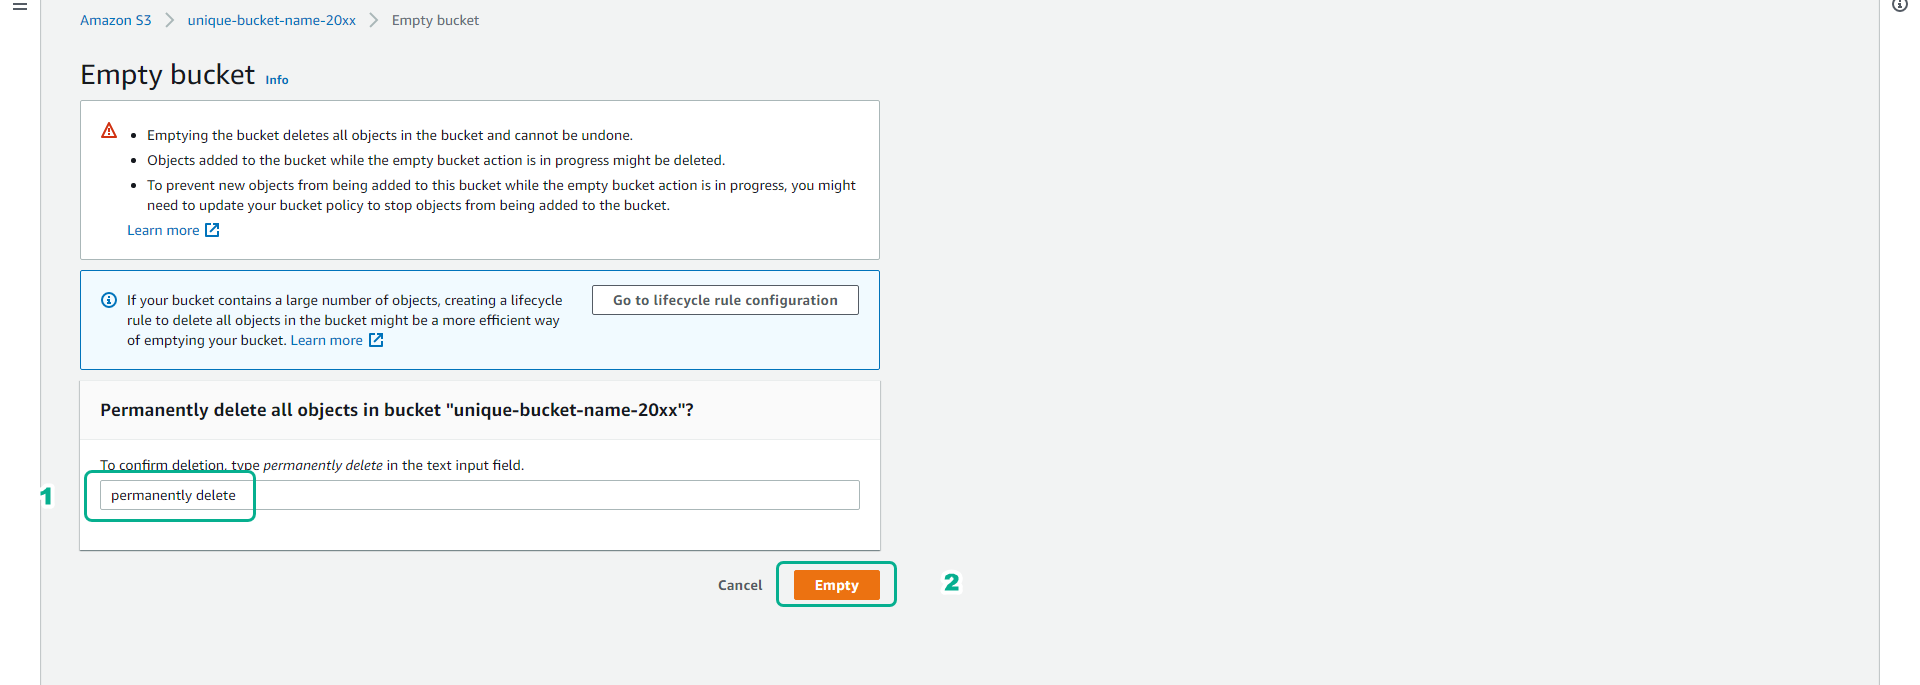 Amazon S3 > unique-bucket-name-20xx > Empty bucket
Empty bucket Info
• Emptying the bucket deletes all objects in the bucket and cannot be undone.
• Objects added to the bucket while the empty bucket action is in progress might be deleted.
• To prevent new objects from being added to this bucket while the empty bucket action is in progress, you might
need to update your bucket policy to stop objects from being added to the bucket.
Learn more
If your bucket contains a large number of objects, creating a lifecycle
rule to delete all objects in the bucket might be a more efficient way
of emptying your bucket. Learn more
Go to lifecycle rule configuration
Permanently delete all objects in bucket "unique-bucket-name-20xx"?
To confirm deletion, type permanently delete in the text input field.
1
permanently delete
Cancel
Empty
2